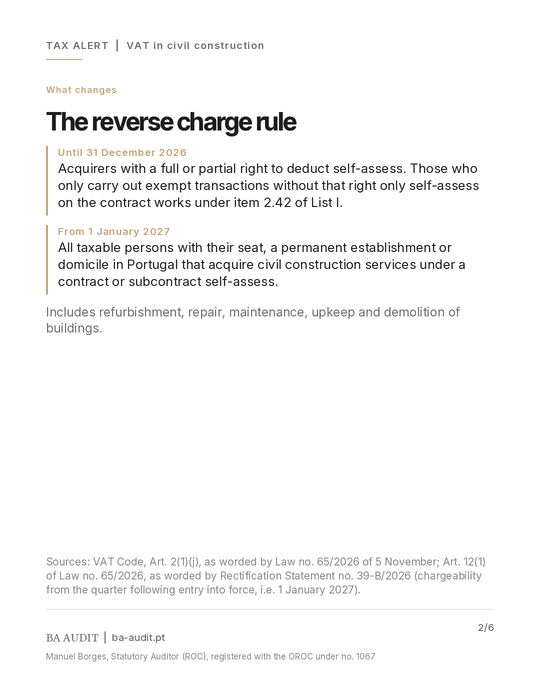 TAX ALERT | VAT in civil construction
What changes
The reverse charge rule
Until 31 December 2026
Acquirers with a full or partial right to deduct self-assess. Those who
only carry out exempt transactions without that right only self-assess
on the contract works under item 2.42 of List I.
From 1 January 2027
All taxable persons with their seat, a permanent establishment or
domicile in Portugal that acquire civil construction services under a
contract or subcontract self-assess.
Includes refurbishment, repair, maintenance, upkeep and demolition of
buildings.
Sources: VAT Code, Art. 2(1)(j), as worded by Law no. 65/2026 of 5 November; Art. 12(1)
of Law no. 65/2026, as worded by Rectification Statement no. 39-B/2026 (chargeability
from the quarter following entry into force, i.e. 1 January 2027).
2/6
BA AUDIT | ba-audit.pt
Manuel Borges, Statutory Auditor (ROC), registered with the OROC under no. 1067